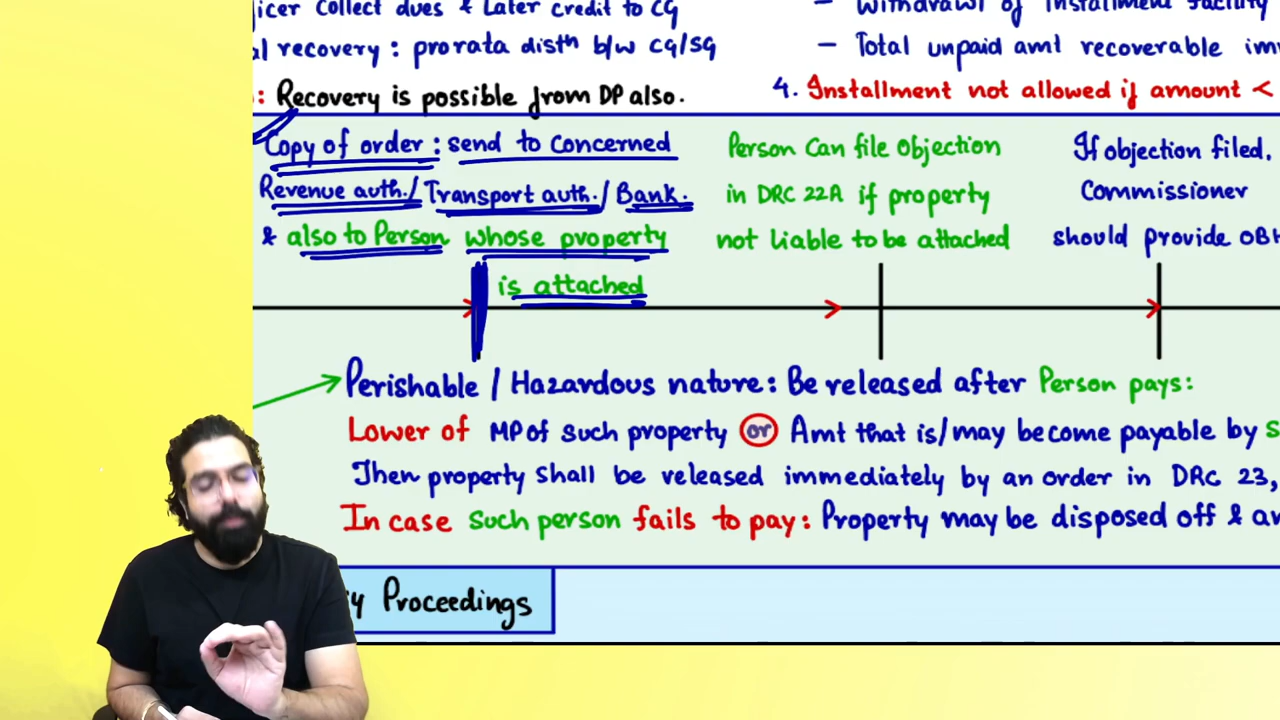 icer Collect dues & Later credit to CG
al recovery : prorata distn b/w CG/SG
: Recovery is possible from DP also.
- Withdrawl of Installment Facility
- Total unpaid amt recoverable im
4. Installment not allowed if amount <
Copy of order : send to Concerned
Revenue auth./ Transport auth./ Bank.
& also to Person whose property
is attached
Person Can file Objection
in DRC 22A if property
not liable to be attached
If objection filed,
Commissioner
should provide OBH
Perishable / Hazardous nature: Be released after Person pays:
Lower of MP of such property or Amt that is/may become payable by s
Then property shall be released immediately by an order in DRC 23,
In case Such person fails to pay: Property may be disposed off & am
Proceedings